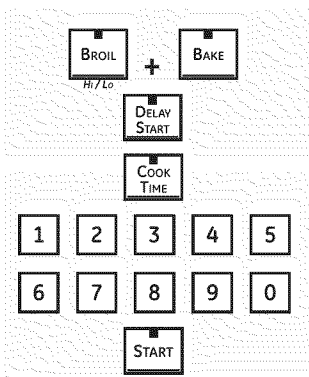 BROIL + BAKE
Hi/Lo
DELAY
START
COOK
TIME
1 2 3 4 5
6 7 8 9 0
START